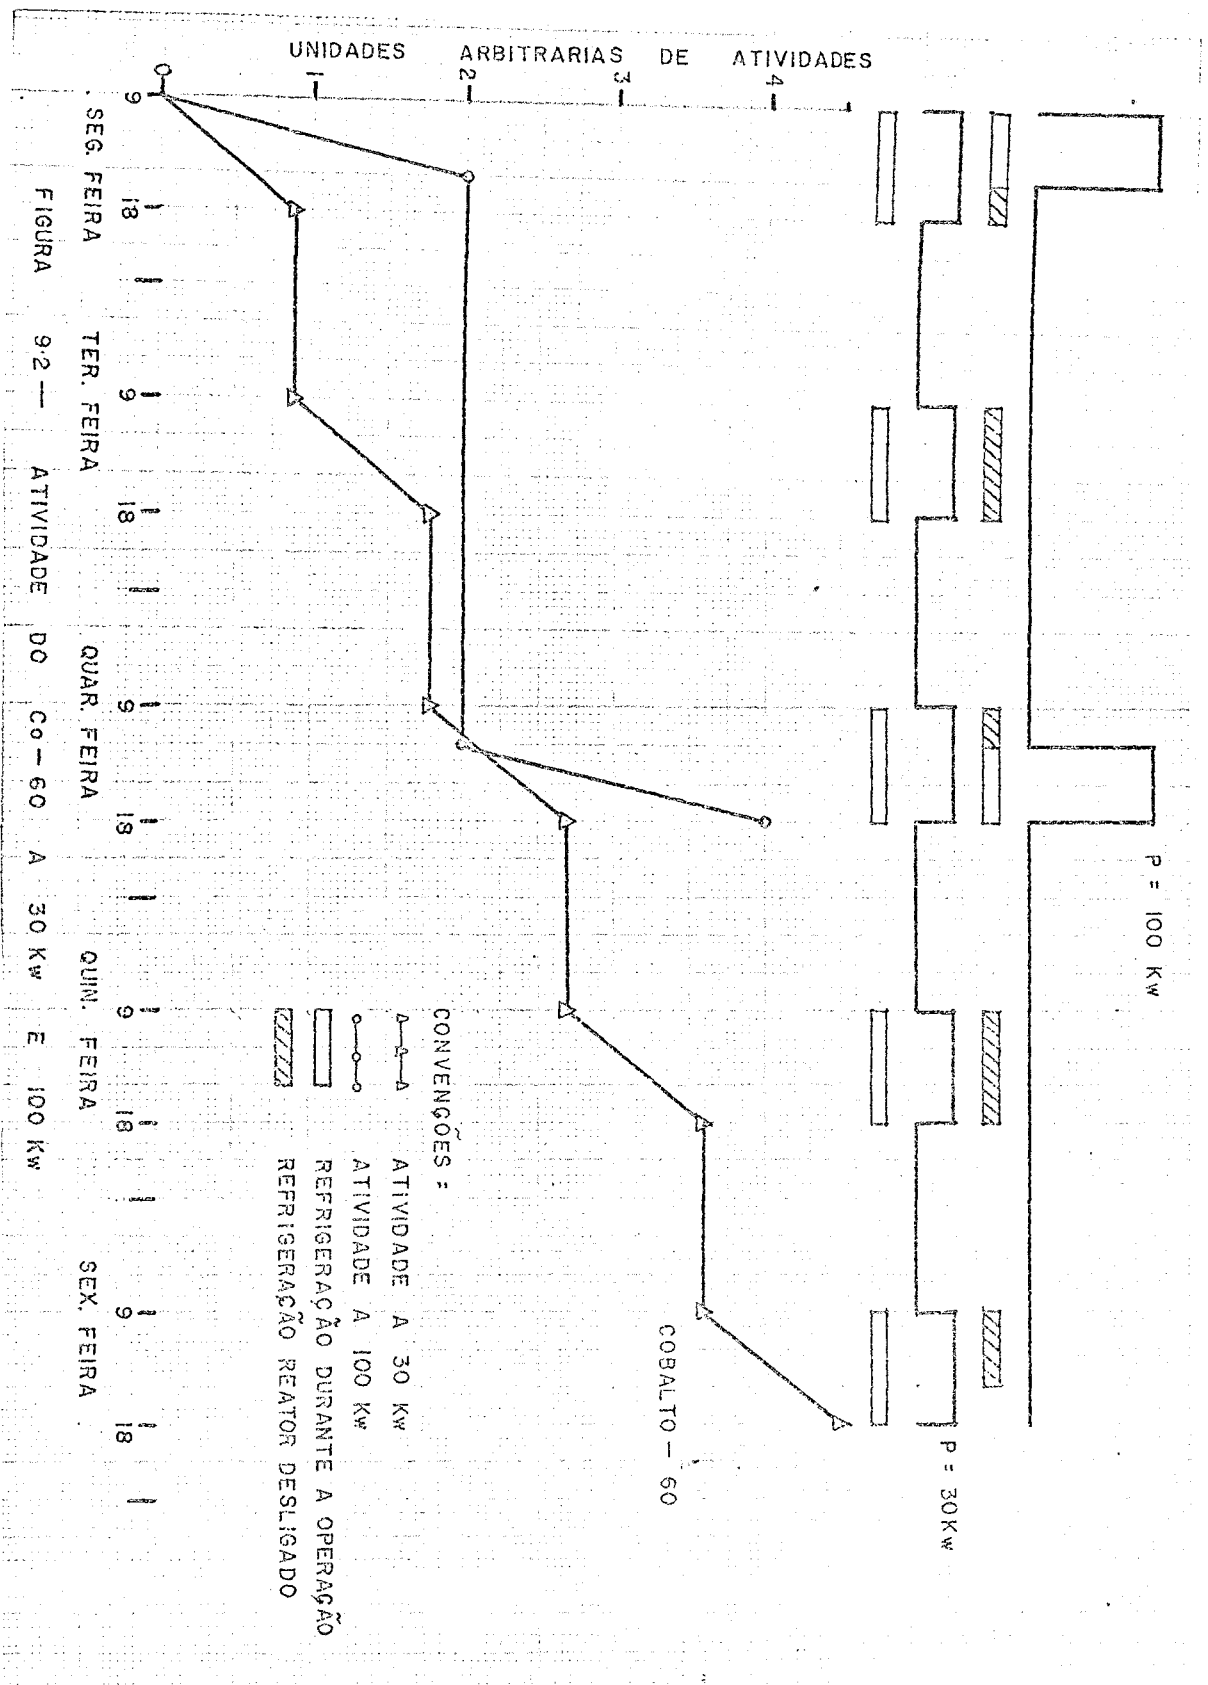 P = 100 Kw
P = 30Kw
UNIDADES ARBITRARIAS DE ATIVIDADES
4
3
2
1
0
COBALTO - 60
CONVENÇÕES :
ATIVIDADE A 30 Kw
ATIVIDADE A 100 Kw
REFRIGERAÇÃO DURANTE A OPERAÇÃO
REFRIGERAÇÃO REATOR DESLIGADO
9 18 9 18 9 18 9 18 9 18
SEG. FEIRA TER. FEIRA QUAR. FEIRA QUIN. FEIRA SEX. FEIRA
FIGURA 9.2 — ATIVIDADE DO Co-60 A 30 Kw E 100 Kw